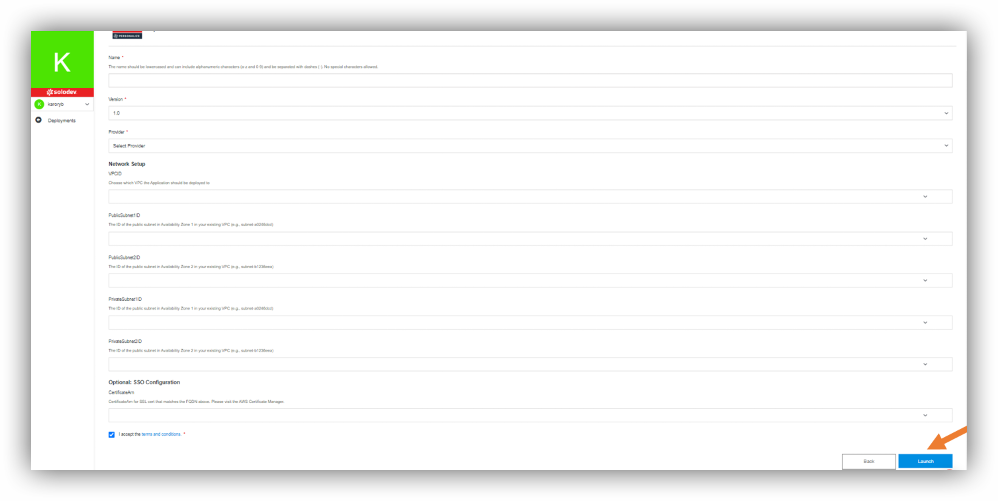 K
solodev
K karoryb
Deployments
Name *
The name should be lowercased and can include alphanumeric characters (a-z and 0-9) and be separated with dashes (-). No special characters allowed.
Version *
1.0
Provider *
Select Provider
Network Setup
VPCID
Choose which VPC the Application should be deployed to.
PublicSubnet1ID
The ID of the public subnet in Availability Zone 1 in your existing VPC (e.g., subnet-
PublicSubnet2ID
The ID of the public subnet in Availability Zone 2 in your existing VPC (e.g., subnet-
PrivateSubnet1ID
The ID of the public subnet in Availability Zone 1 in your existing VPC (e.g., subnet-
PrivateSubnet2ID
The ID of the public subnet in Availability Zone 2 in your existing VPC (e.g., subnet-
Optional: SSO Configuration
CertificateArn
CertificateArn for SSL cert that matches the FQDN above. Please visit the AWS Certificate Manager.
I accept the terms and conditions. *
Back
Launch